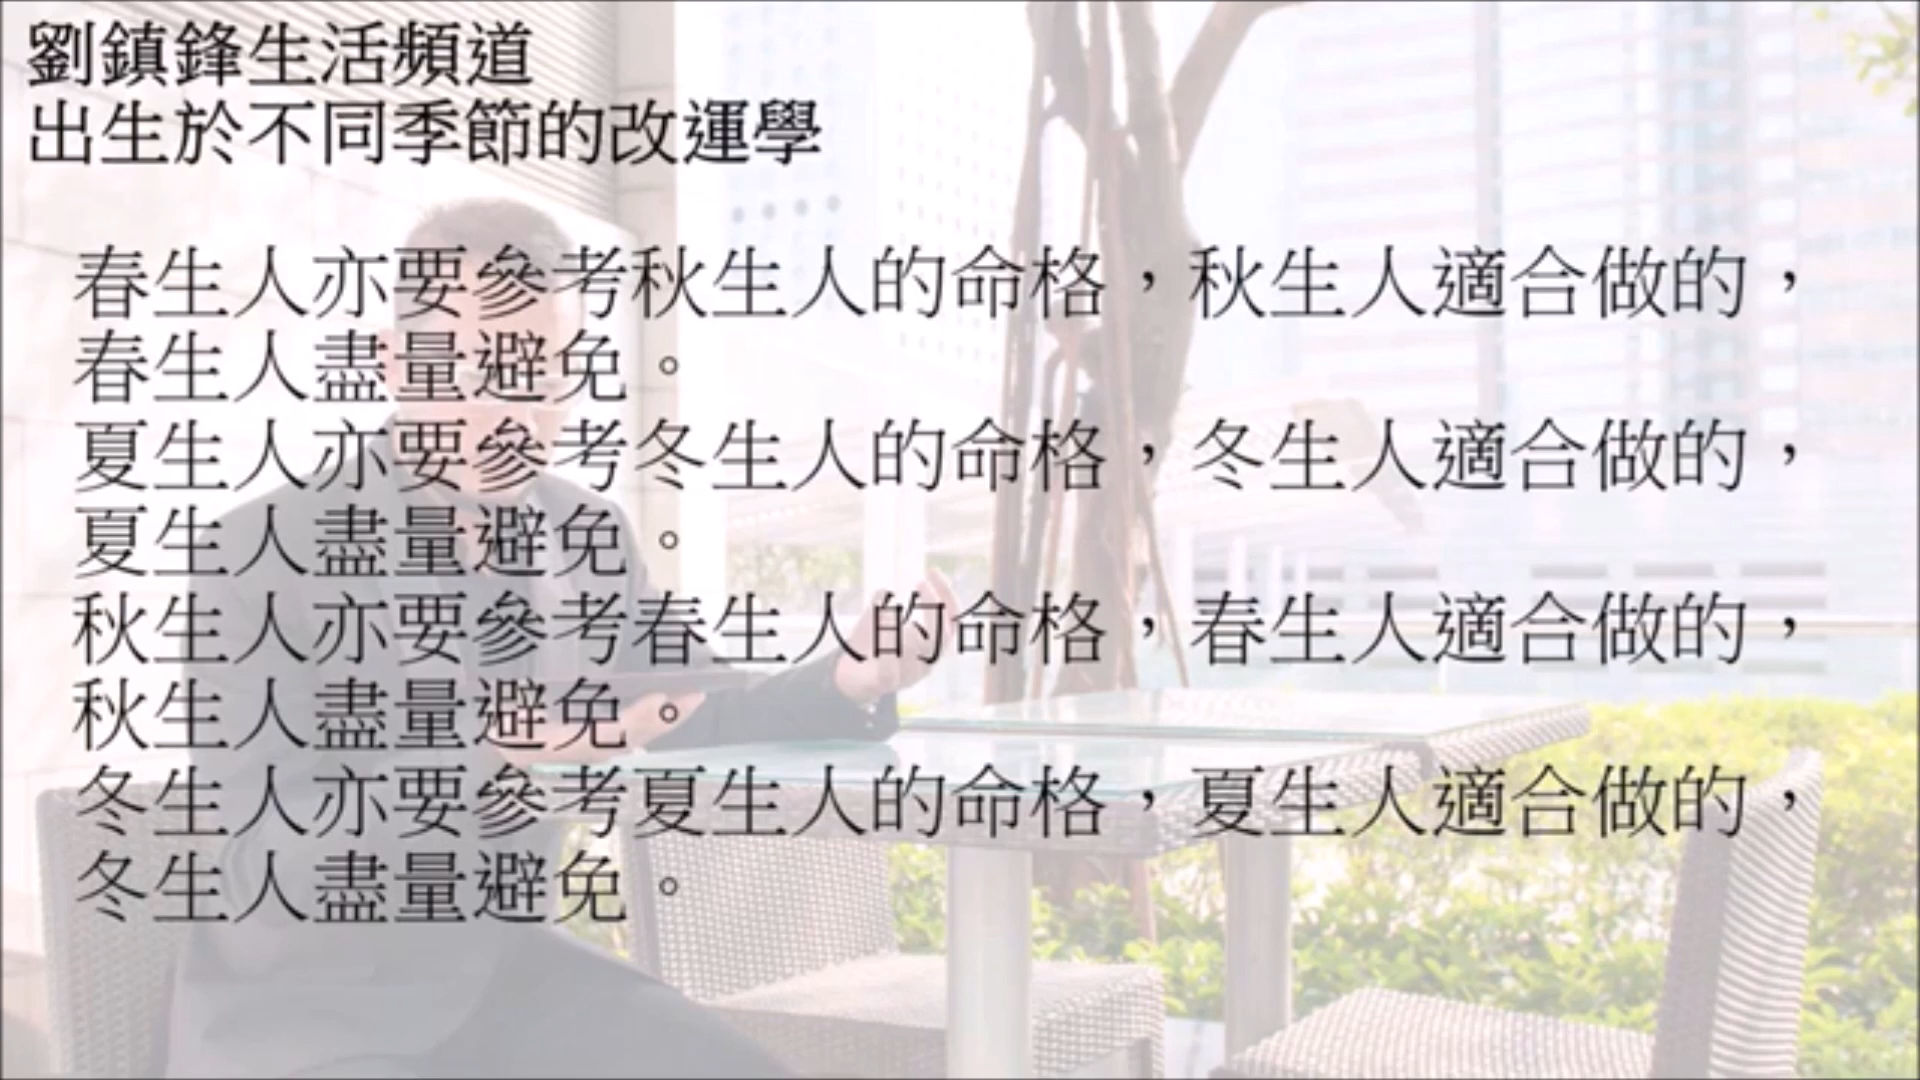 劉鎮鋒生活頻道
出生於不同季節的改運學
春生人亦要參考秋生人的命格，秋生人適合做的，
春生人盡量避免。
夏生人亦要參考冬生人的命格，冬生人適合做的，
夏生人盡量避免。
秋生人亦要參考春生人的命格，春生人適合做的，
秋生人盡量避免。
冬生人亦要參考夏生人的命格，夏生人適合做的，
冬生人盡量避免。